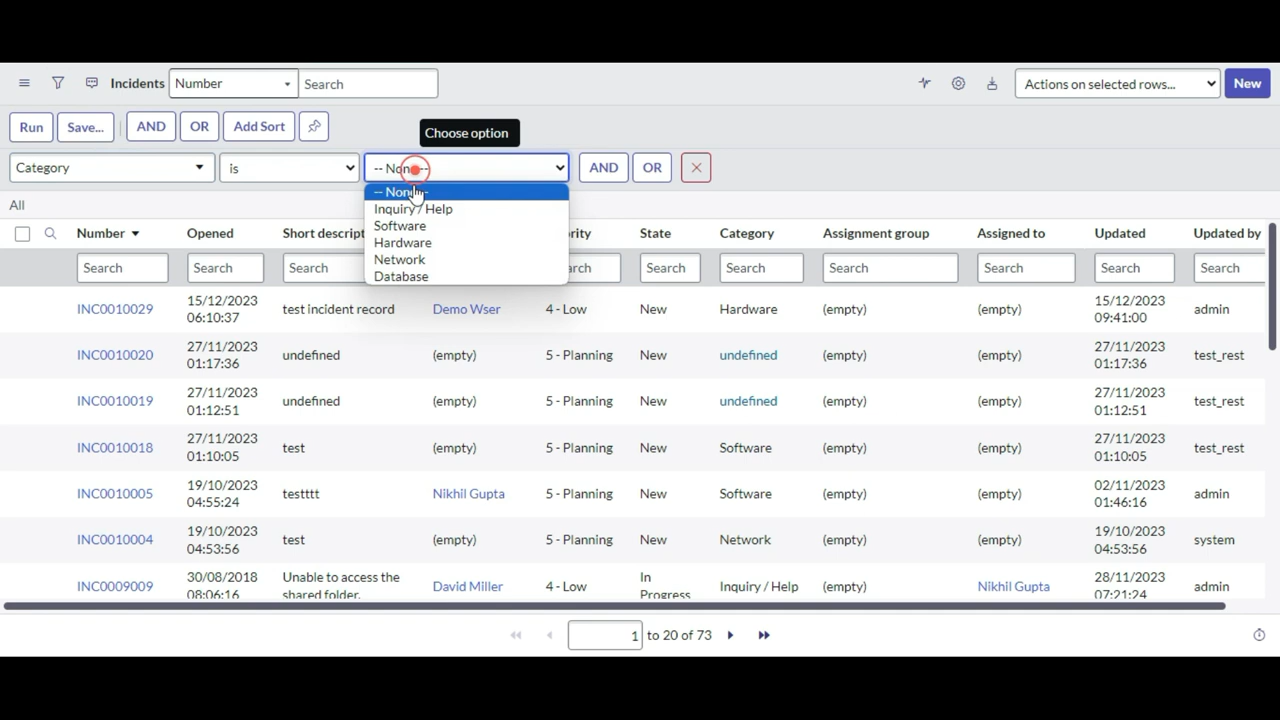 Incidents Number Search Actions on selected rows... New
Run Save... AND OR Add Sort
Choose option
Category is -- None -- AND OR
-- None --
Inquiry / Help
Software
Hardware
Network
Database
All
Number Opened Short descript rity State Category Assignment group Assigned to Updated Updated by
Search Search Search arch Search Search Search Search Search Search
INC0010029 15/12/2023 06:10:37 test incident record Demo Wser 4 - Low New Hardware (empty) (empty) 15/12/2023 09:41:00 admin
INC0010020 27/11/2023 01:17:36 undefined (empty) 5 - Planning New undefined (empty) (empty) 27/11/2023 01:17:36 test_rest
INC0010019 27/11/2023 01:12:51 undefined (empty) 5 - Planning New undefined (empty) (empty) 27/11/2023 01:12:51 test_rest
INC0010018 27/11/2023 01:10:05 test (empty) 5 - Planning New Software (empty) (empty) 27/11/2023 01:10:05 test_rest
INC0010005 19/10/2023 04:55:24 testttt Nikhil Gupta 5 - Planning New Software (empty) (empty) 02/11/2023 01:46:16 admin
INC0010004 19/10/2023 04:53:56 test (empty) 5 - Planning New Network (empty) (empty) 19/10/2023 04:53:56 system
INC0009009 30/08/2018 08:06:16 Unable to access the shared folder. David Miller 4 - Low In Progress Inquiry / Help (empty) Nikhil Gupta 28/11/2023 07:21:24 admin
1 to 20 of 73